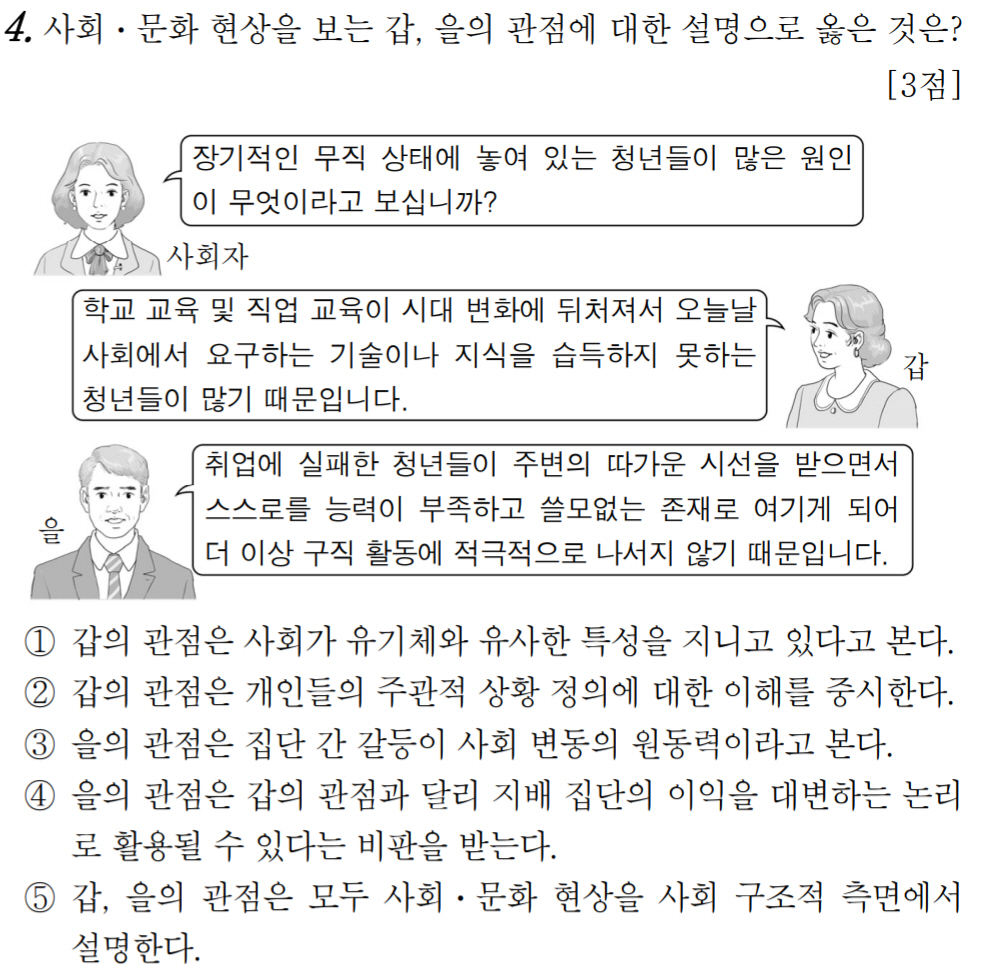 4. 사회·문화 현상을 보는 갑, 을의 관점에 대한 설명으로 옳은 것은?
[3점]
장기적인 무직 상태에 놓여 있는 청년들이 많은 원인
이 무엇이라고 보십니까?
사회자
학교 교육 및 직업 교육이 시대 변화에 뒤처져서 오늘날
사회에서 요구하는 기술이나 지식을 습득하지 못하는
청년들이 많기 때문입니다.
갑
취업에 실패한 청년들이 주변의 따가운 시선을 받으면서
스스로를 능력이 부족하고 쓸모없는 존재로 여기게 되어
더 이상 구직 활동에 적극적으로 나서지 않기 때문입니다.
을
① 갑의 관점은 사회가 유기체와 유사한 특성을 지니고 있다고 본다.
② 갑의 관점은 개인들의 주관적 상황 정의에 대한 이해를 중시한다.
③ 을의 관점은 집단 간 갈등이 사회 변동의 원동력이라고 본다.
④ 을의 관점은 갑의 관점과 달리 지배 집단의 이익을 대변하는 논리
로 활용될 수 있다는 비판을 받는다.
⑤ 갑, 을의 관점은 모두 사회·문화 현상을 사회 구조적 측면에서
설명한다.